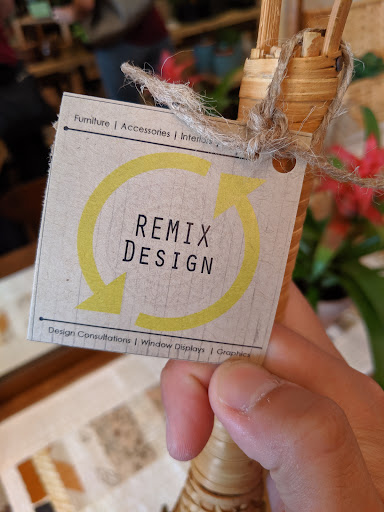 Furniture | Accessories | Interiors
REMIX
DESIGN
Design Consultations | Window Displays | Graphics